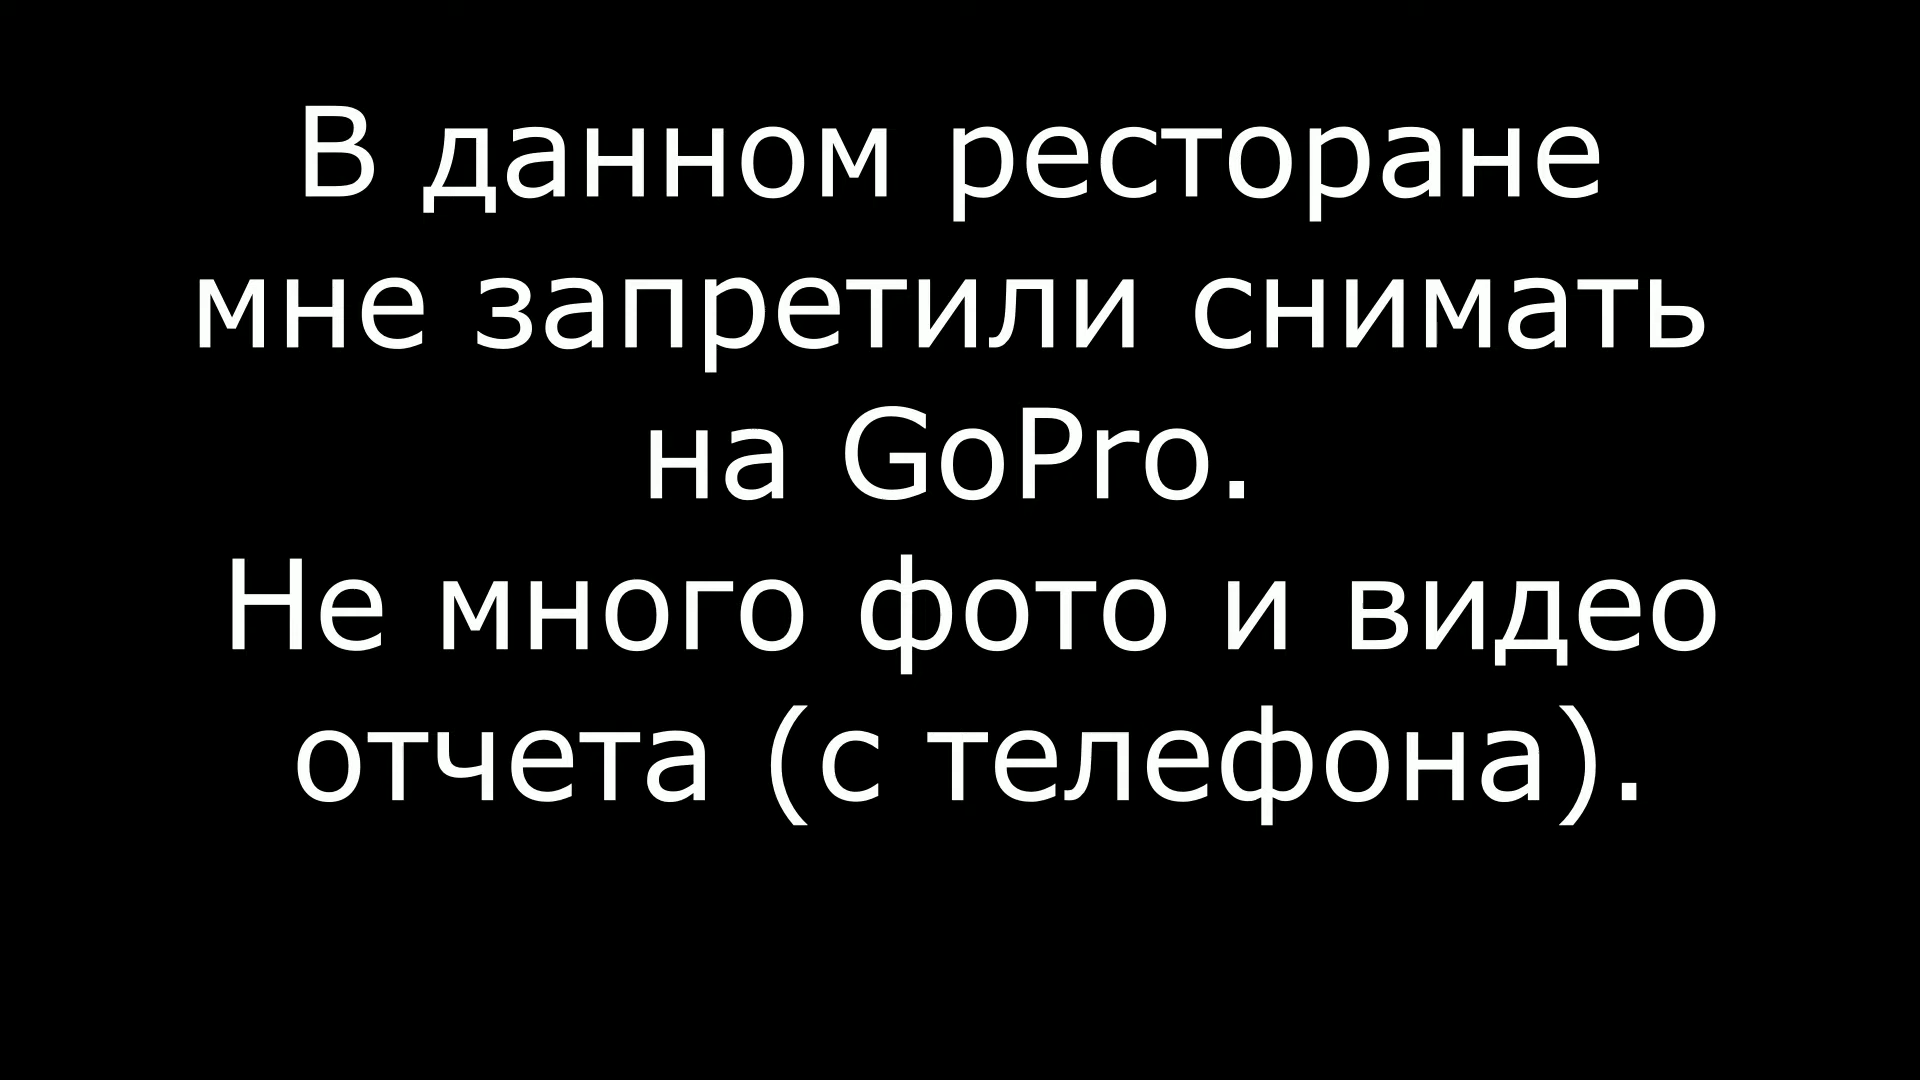 В данном ресторане
мне запретили снимать
на GoPro.
Не много фото и видео
отчета (с телефона).